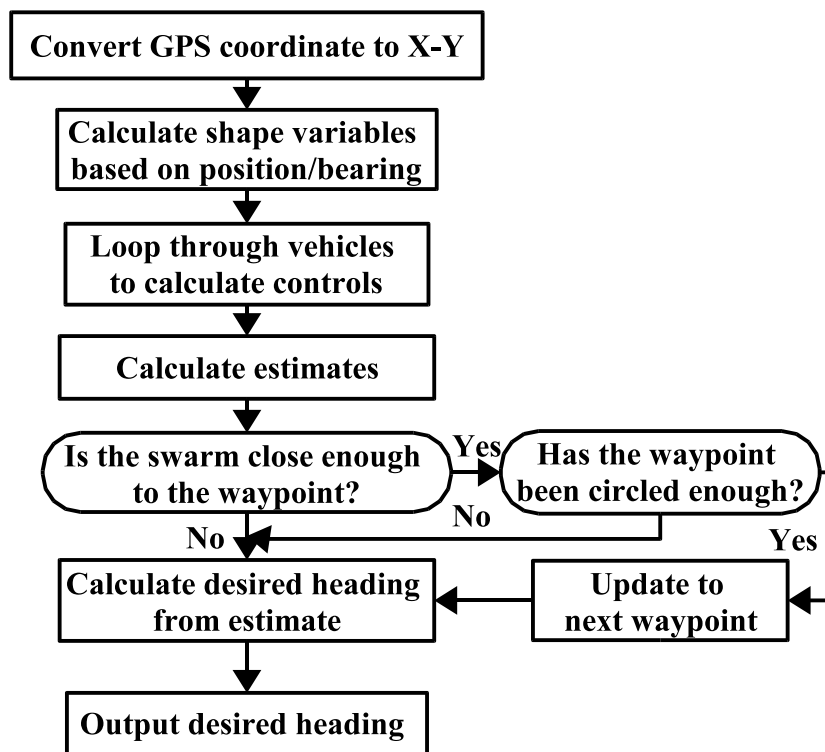 Convert GPS coordinate to X-Y
Calculate shape variables
based on position/bearing
Loop through vehicles
to calculate controls
Calculate estimates
Is the swarm close enough
to the waypoint?
Yes
Has the waypoint
been circled enough?
No
No
Yes
Calculate desired heading
from estimate
Update to
next waypoint
Output desired heading